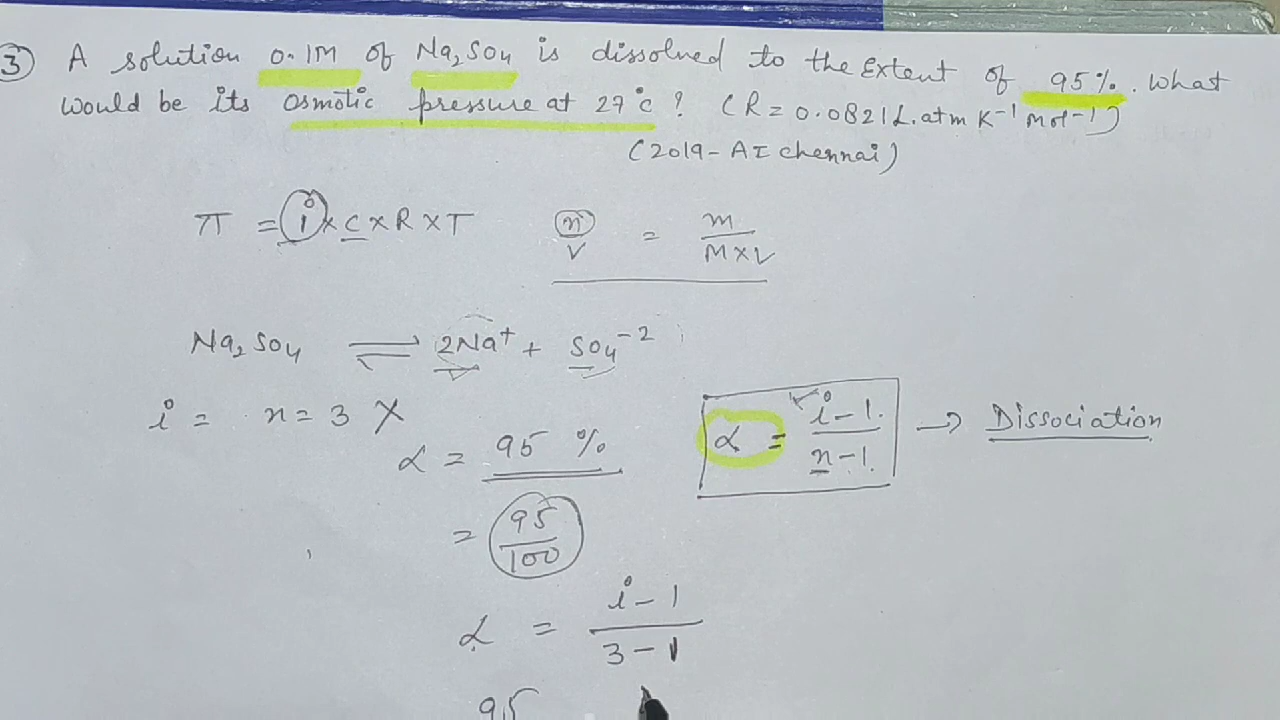 3) A solution 0.1M of Na₂SO₄ is dissolved to the Extent of 95%. What
would be its Osmotic pressure at 27°C? (R = 0.0821 L.atm K⁻¹ mol⁻¹)
(2019 - AI Chennai)
π = i × C × R × T n/V = m/(M×V)
Na₂SO₄ ⇌ 2Na⁺ + SO₄⁻²
i = n = 3 X
α = 95 %
α = (i-1.)/(n-1.) → Dissociation
= 95/100
α = (i-1)/(3-1)
95